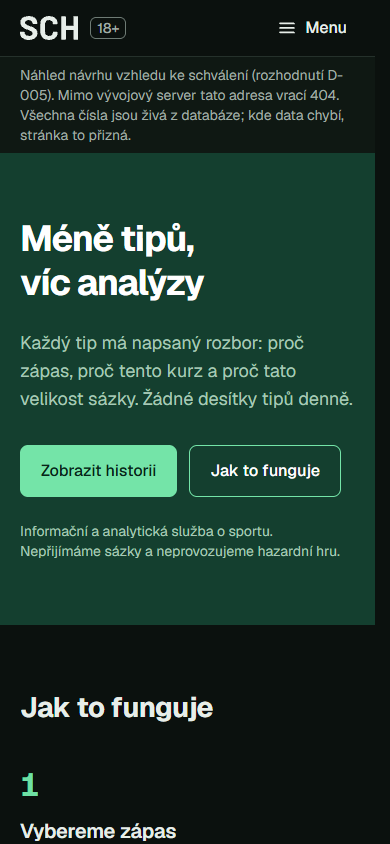 SCH
18+
Menu
Náhled návrhu vzhledu ke schválení (rozhodnutí D-
005). Mimo vývojový server tato adresa vrací 404.
Všechna čísla jsou živá z databáze; kde data chybí,
stránka to přizná.
Méně tipů,
víc analýzy
Každý tip má napsaný rozbor: proč
zápas, proč tento kurz a proč tato
velikost sázky. Žádné desítky tipů denně.
Zobrazit historii
Jak to funguje
Informační a analytická služba o sportu.
Nepřijímáme sázky a neprovozujeme hazardní hru.
Jak to funguje
1
Vybereme zápas